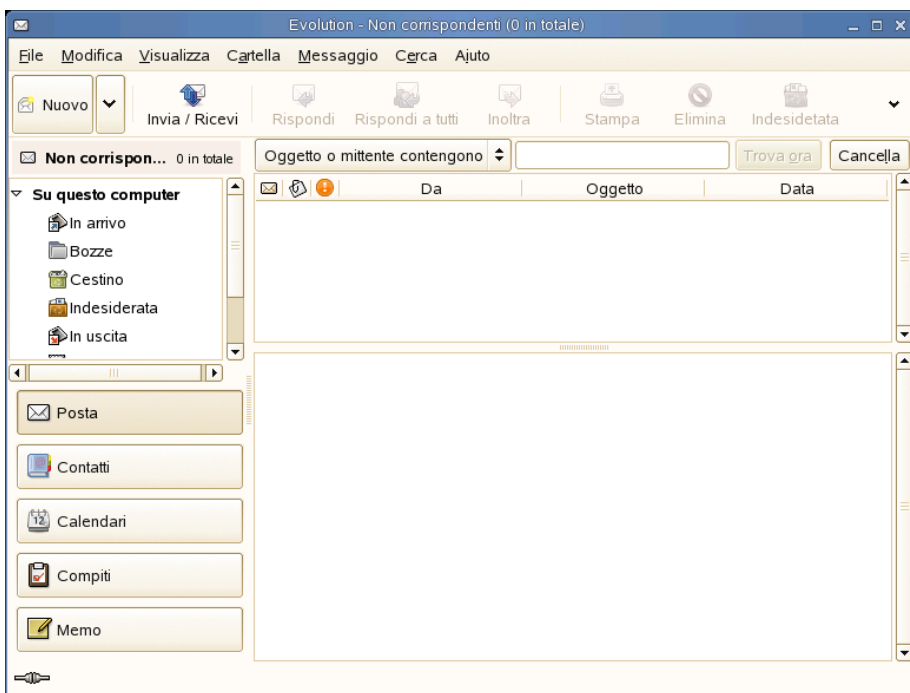 Evolution - Non corrispondenti (0 in totale)
File Modifica Visualizza Cartella Messaggio Cerca Aiuto
Nuovo Invia / Ricevi Rispondi Rispondi a tutti Inoltra Stampa Elimina Indesidetata
Non corrispon... 0 in totale Oggetto o mittente contengono Trova ora Cancella
Su questo computer Da Oggetto Data
In arrivo
Bozze
Cestino
Indesiderata
In uscita
Posta
Contatti
12 Calendari
Compiti
Memo